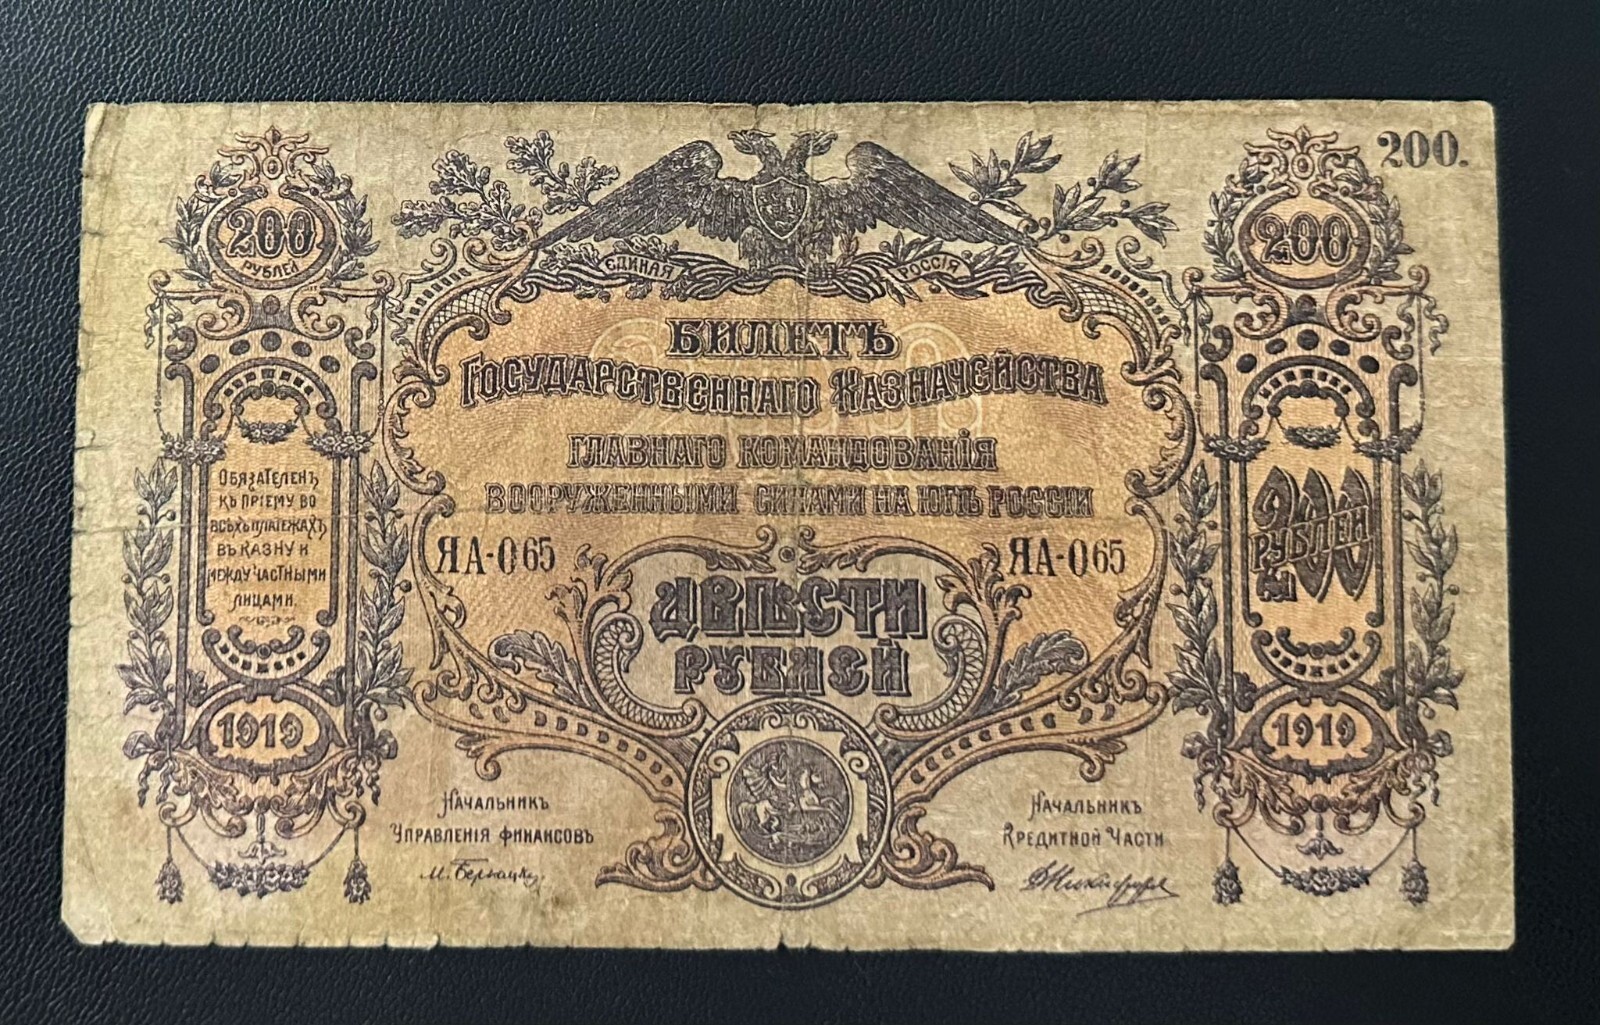 200.
200
РУБЛЕЙ
200
ЕДИНАЯ РОССІЯ
БИЛЕТЪ
ГОСУДАРСТВЕННАГО КАЗНАЧЕЙСТВА
ГЛАВНАГО КОМАНДОВАНІЯ
ВООРУЖЕННЫМИ СИЛАМИ НА ЮГѢ РОССІИ
ОБЯЗАТЕЛЕНЪ
КЪ ПРІЕМУ ВО
ВСѢХЪ ПЛАТЕЖАХЪ
ВЪ КАЗНУ И
МЕЖДУ ЧАСТНЫМИ
ЛИЦАМИ.
ЯА-065
ЯА-065
200
РУБЛЕЙ
ДВѢСТИ
РУБЛЕЙ
1919
1919
НАЧАЛЬНИКЪ
УПРАВЛЕНІЯ ФИНАНСОВЪ
М. Бернацкій
НАЧАЛЬНИКЪ
КРЕДИТНОЙ ЧАСТИ